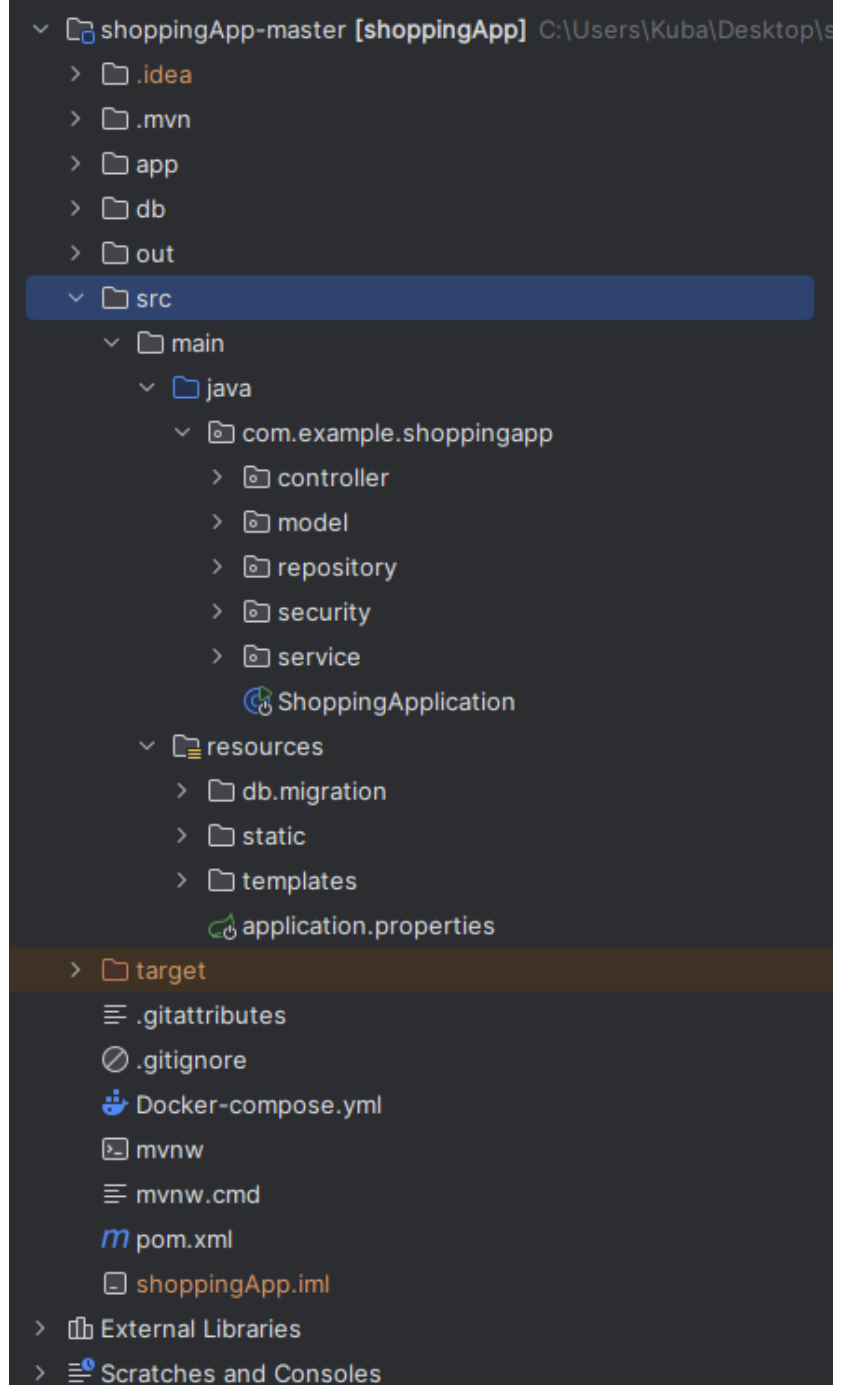 shoppingApp-master [shoppingApp] C:\Users\Kuba\Desktop\s
.idea
.mvn
app
db
out
src
main
java
com.example.shoppingapp
controller
model
repository
security
service
ShoppingApplication
resources
db.migration
static
templates
application.properties
target
.gitattributes
.gitignore
Docker-compose.yml
mvnw
mvnw.cmd
pom.xml
shoppingApp.iml
External Libraries
Scratches and Consoles